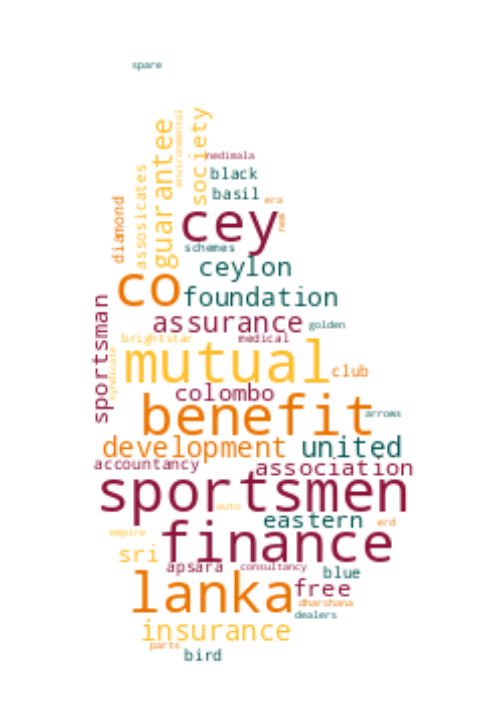 spare
society
guarantee
environmental
nedimala
assosicates
black
diamond
basil
era
cey
new
schemes
ceylon
co
foundation
sportsman
assurance
golden
brightstar
medical
syndicate
mutual
club
colombo
benefit
arrows
development
united
accountancy
association
sportsmen
auto
eastern
erd
empire
finance
sri
apsara
consultancy
blue
lanka
free
dharshana
dealers
insurance
parts
bird